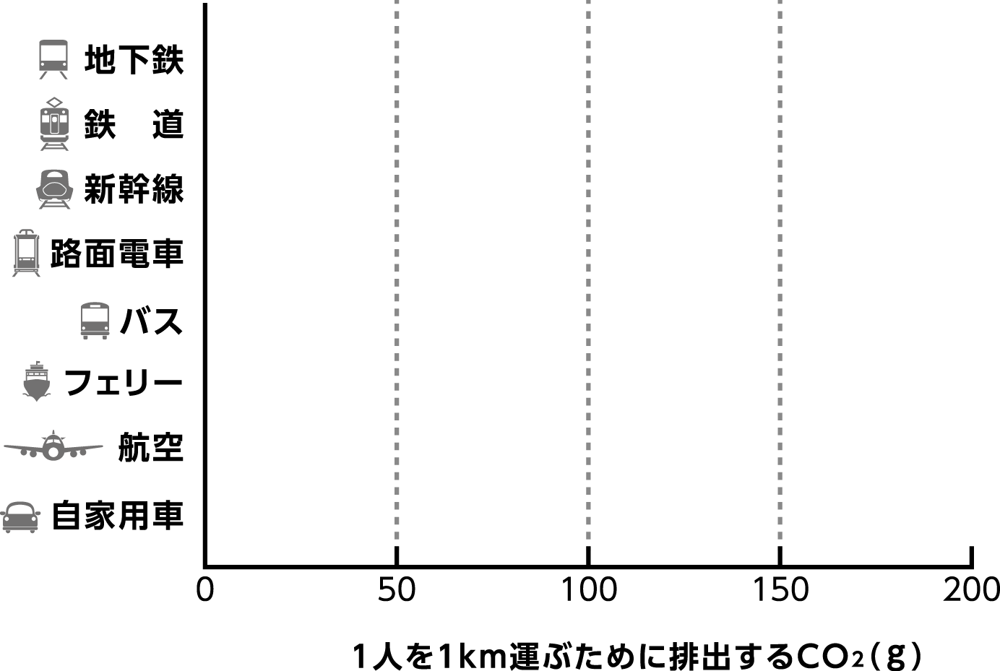 地下鉄
鉄　道
新幹線
路面電車
バス
フェリー
航空
自家用車
0 50 100 150 200
1人を1km運ぶために排出するCO₂(g)